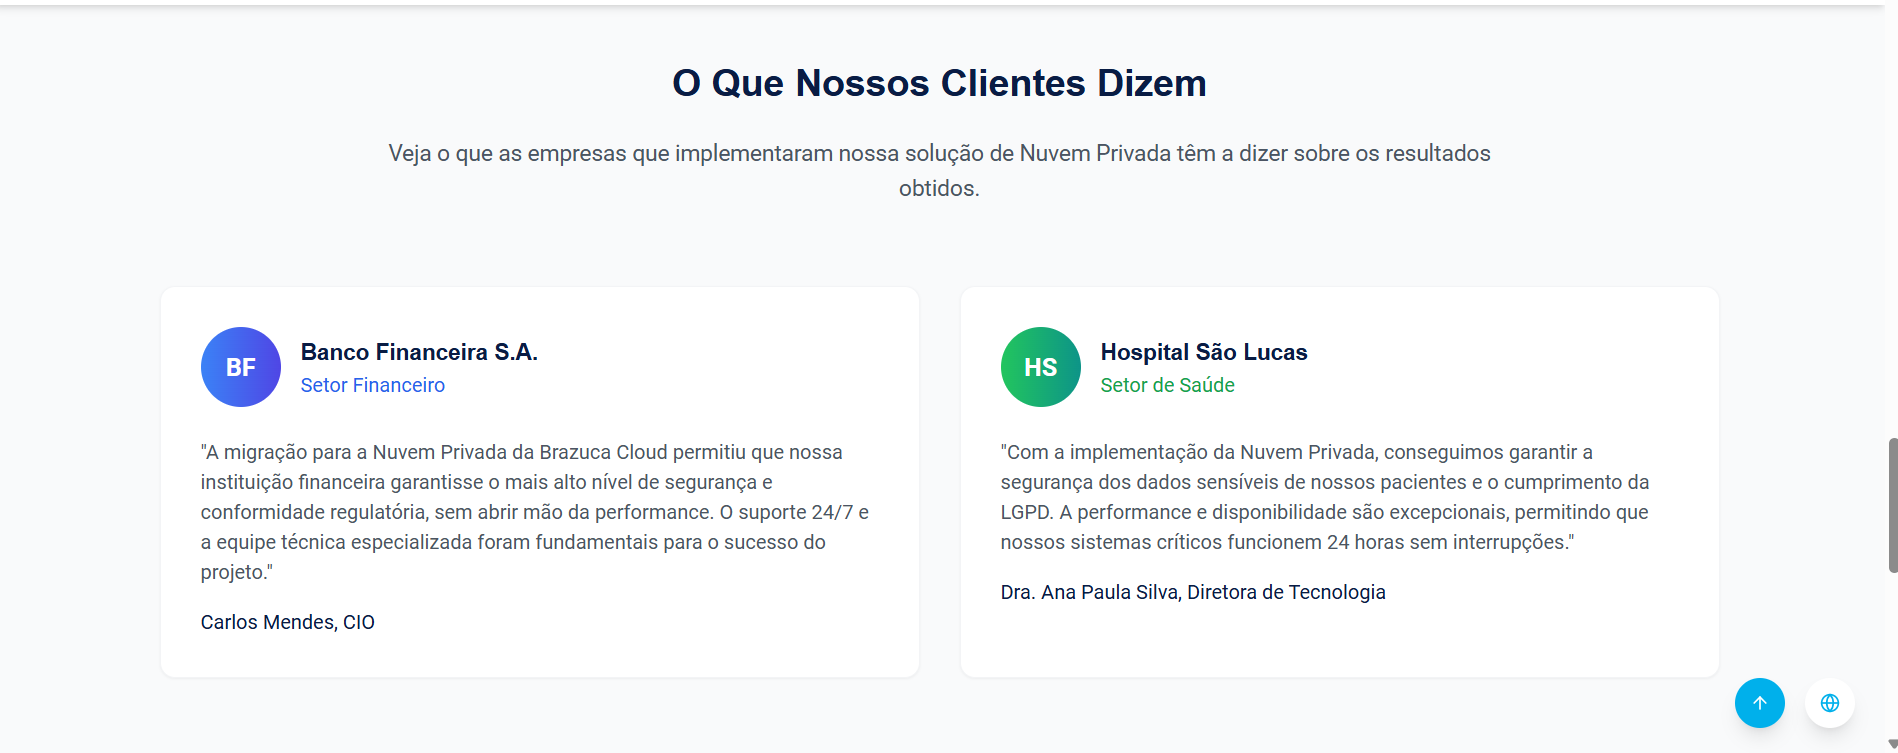 O Que Nossos Clientes Dizem
Veja o que as empresas que implementaram nossa solução de Nuvem Privada têm a dizer sobre os resultados
obtidos.
BF
Banco Financeira S.A.
Setor Financeiro
"A migração para a Nuvem Privada da Brazuca Cloud permitiu que nossa
instituição financeira garantisse o mais alto nível de segurança e
conformidade regulatória, sem abrir mão da performance. O suporte 24/7 e
a equipe técnica especializada foram fundamentais para o sucesso do
projeto."
Carlos Mendes, CIO
HS
Hospital São Lucas
Setor de Saúde
"Com a implementação da Nuvem Privada, conseguimos garantir a
segurança dos dados sensíveis de nossos pacientes e o cumprimento da
LGPD. A performance e disponibilidade são excepcionais, permitindo que
nossos sistemas críticos funcionem 24 horas sem interrupções."
Dra. Ana Paula Silva, Diretora de Tecnologia